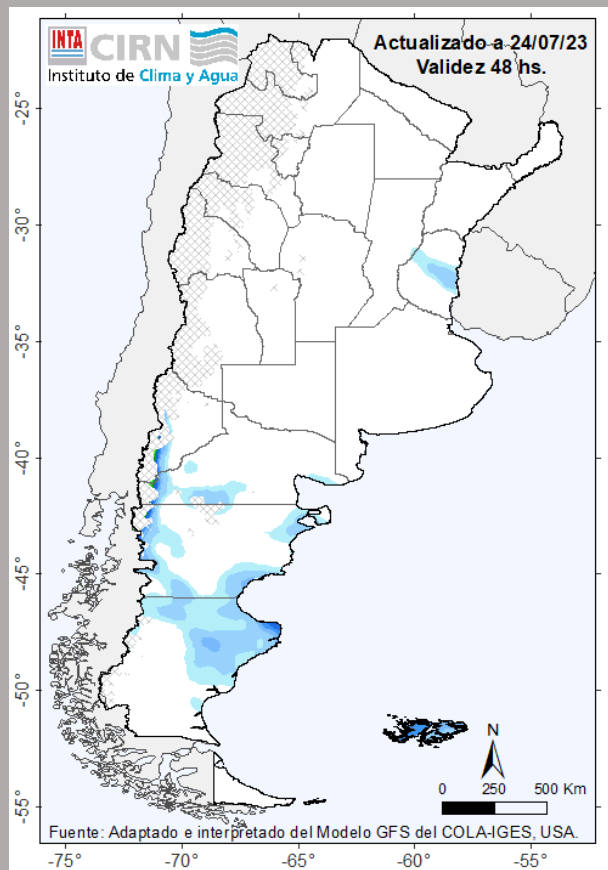 INTA CIRN
Instituto de Clima y Agua
Actualizado a 24/07/23
Validez 48 hs.
-25°
-30°
-35°
-40°
-45°
-50°
-55°
N
0 250 500 Km
Fuente: Adaptado e interpretado del Modelo GFS del COLA-IGES, USA.
-75° -70° -65° -60° -55°